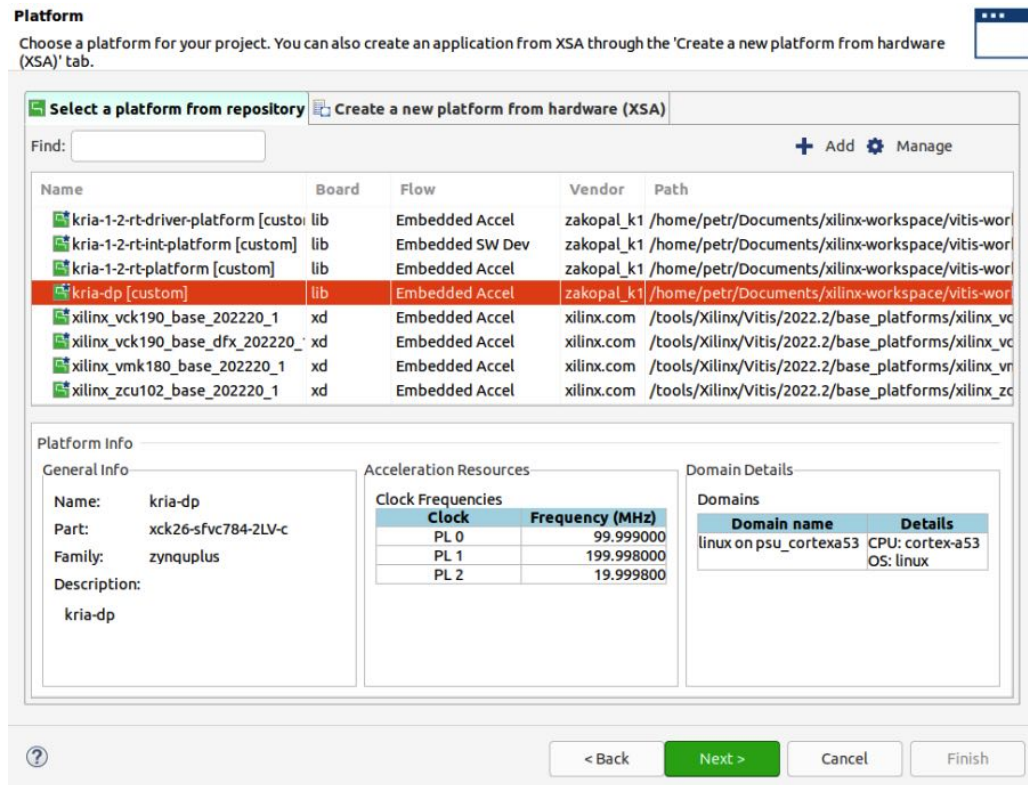 Platform
Choose a platform for your project. You can also create an application from XSA through the 'Create a new platform from hardware
(XSA)' tab.
Select a platform from repository Create a new platform from hardware (XSA)
Find: Add Manage
Name Board Flow Vendor Path
kria-1-2-rt-driver-platform [custo lib Embedded Accel zakopal_k1 /home/petr/Documents/xilinx-workspace/vitis-worl
kria-1-2-rt-int-platform [custom] lib Embedded SW Dev zakopal_k1 /home/petr/Documents/xilinx-workspace/vitis-worl
kria-1-2-rt-platform [custom] lib Embedded Accel zakopal_k1 /home/petr/Documents/xilinx-workspace/vitis-worl
kria-dp [custom] lib Embedded Accel zakopal_k1 /home/petr/Documents/xilinx-workspace/vitis-worl
xilinx_vck190_base_202220_1 xd Embedded Accel xilinx.com /tools/Xilinx/Vitis/2022.2/base_platforms/xilinx_vc
xilinx_vck190_base_dfx_202220_ xd Embedded Accel xilinx.com /tools/Xilinx/Vitis/2022.2/base_platforms/xilinx_vc
xilinx_vmk180_base_202220_1 xd Embedded Accel xilinx.com /tools/Xilinx/Vitis/2022.2/base_platforms/xilinx_vn
xilinx_zcu102_base_202220_1 xd Embedded Accel xilinx.com /tools/Xilinx/Vitis/2022.2/base_platforms/xilinx_zc
Platform Info
General Info
Name: kria-dp
Part: xck26-sfvc784-2LV-c
Family: zynquplus
Description:
kria-dp
Acceleration Resources
Clock Frequencies
Clock Frequency (MHz)
PL 0 99.999000
PL 1 199.998000
PL 2 19.999800
Domain Details
Domains
Domain name Details
linux on psu_cortexa53 CPU: cortex-a53
OS: linux
? < Back Next > Cancel Finish